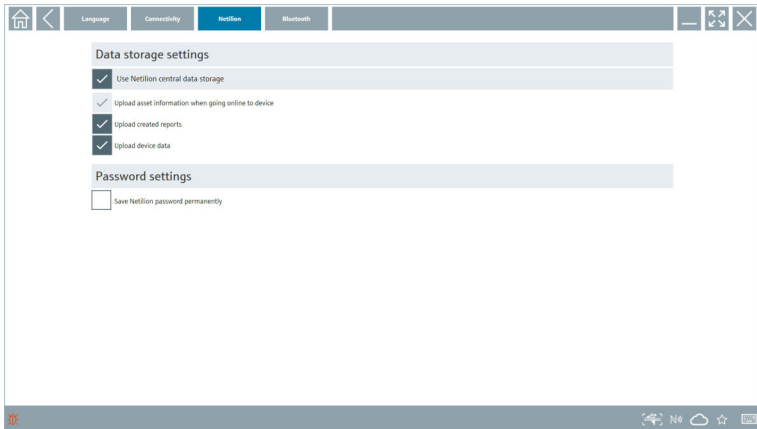 Language
Connectivity
Netilion
Bluetooth
Data storage settings
Use Netilion central data storage
Upload asset information when going online to device
Upload created reports
Upload device data
Password settings
Save Netilion password permanently